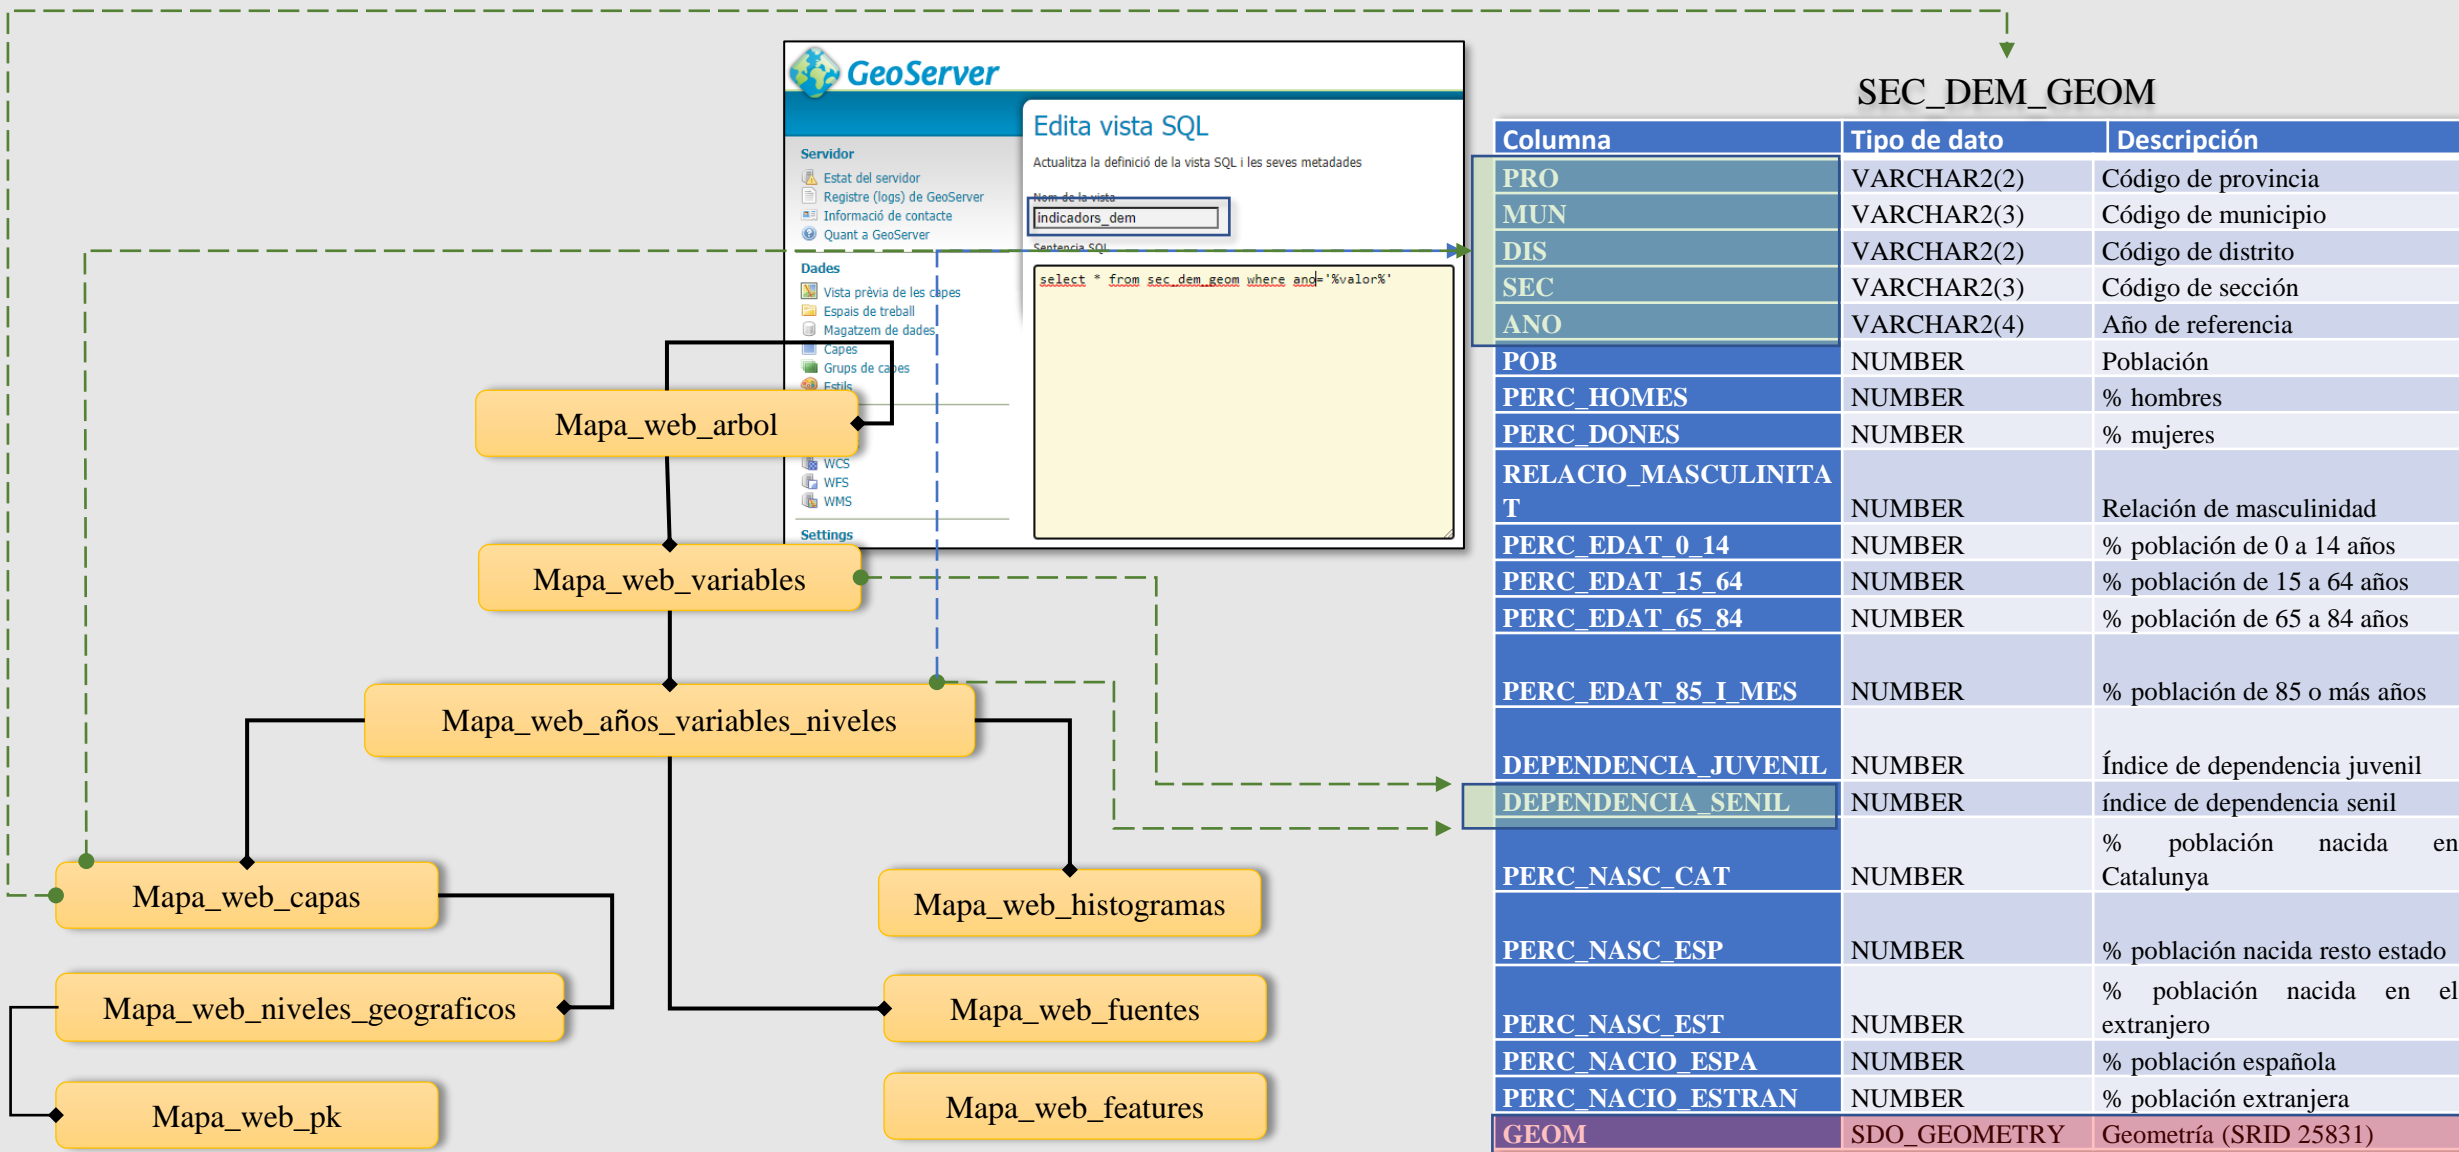 GeoServer
Edita vista SQL
Actualitza la definició de la vista SQL i les seves metadades
Nom de la vista
indicadors_dem
Sentencia SQL
select * from sec_dem_geom where ano='%valor%'
Servidor
Estat del servidor
Registre (logs) de GeoServer
Informació de contacte
Quant a GeoServer
Dades
Vista prèvia de les capes
Espais de treball
Magatzem de dades
Capes
Grups de capes
Estils
WCS
WFS
WMS
Settings
Mapa_web_arbol
Mapa_web_variables
Mapa_web_años_variables_niveles
Mapa_web_capas
Mapa_web_histogramas
Mapa_web_niveles_geograficos
Mapa_web_fuentes
Mapa_web_pk
Mapa_web_features
SEC_DEM_GEOM
Columna Tipo de dato Descripción
PRO VARCHAR2(2) Código de provincia
MUN VARCHAR2(3) Código de municipio
DIS VARCHAR2(2) Código de distrito
SEC VARCHAR2(3) Código de sección
ANO VARCHAR2(4) Año de referencia
POB NUMBER Población
PERC_HOMES NUMBER % hombres
PERC_DONES NUMBER % mujeres
RELACIO_MASCULINITA
T NUMBER Relación de masculinidad
PERC_EDAT_0_14 NUMBER % población de 0 a 14 años
PERC_EDAT_15_64 NUMBER % población de 15 a 64 años
PERC_EDAT_65_84 NUMBER % población de 65 a 84 años
PERC_EDAT_85_I_MES NUMBER % población de 85 o más años
DEPENDENCIA_JUVENIL NUMBER Índice de dependencia juvenil
DEPENDENCIA_SENIL NUMBER índice de dependencia senil
% población nacida en
PERC_NASC_CAT NUMBER Catalunya
PERC_NASC_ESP NUMBER % población nacida resto estado
% población nacida en el
PERC_NASC_EST NUMBER extranjero
PERC_NACIO_ESPA NUMBER % población española
PERC_NACIO_ESTRAN NUMBER % población extranjera
GEOM SDO_GEOMETRY Geometría (SRID 25831)